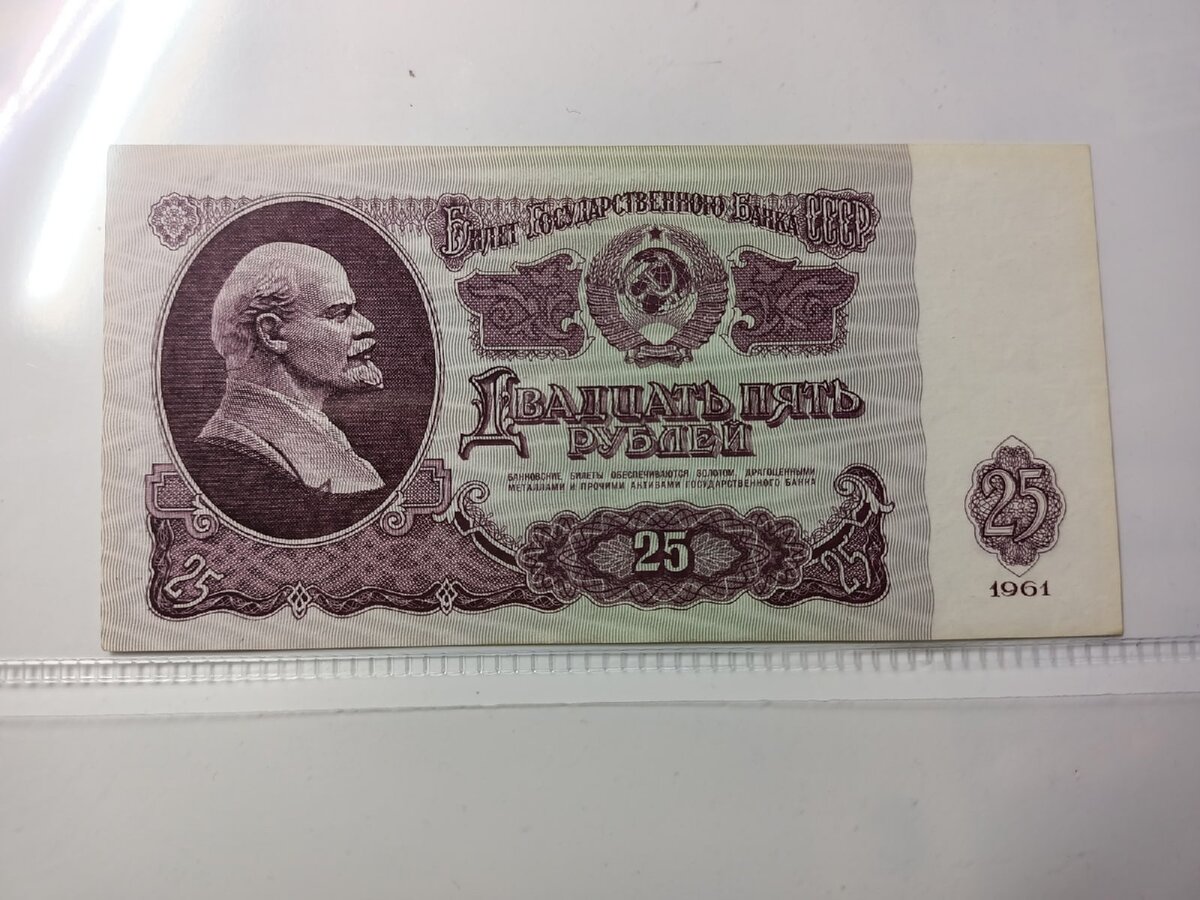 Билет Государственного Банка СССР
Двадцать пять
рублей
БАНКОВСКИЕ БИЛЕТЫ ОБЕСПЕЧИВАЮТСЯ ЗОЛОТОМ, ДРАГОЦЕННЫМИ
МЕТАЛЛАМИ И ПРОЧИМИ АКТИВАМИ ГОСУДАРСТВЕННОГО БАНКА
25
25
25
25
1961